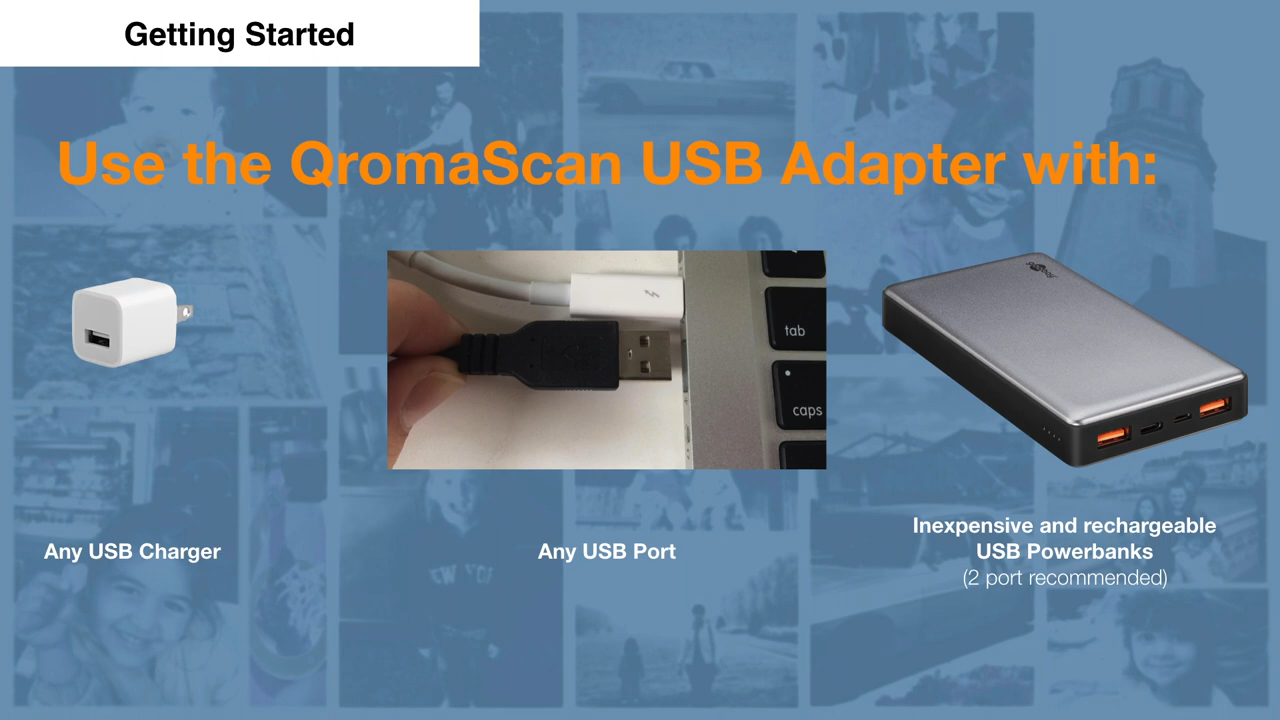 Getting Started
Use the QromaScan USB Adapter with:
tab
caps
Any USB Charger
Any USB Port
Inexpensive and rechargeable
USB Powerbanks
(2 port recommended)